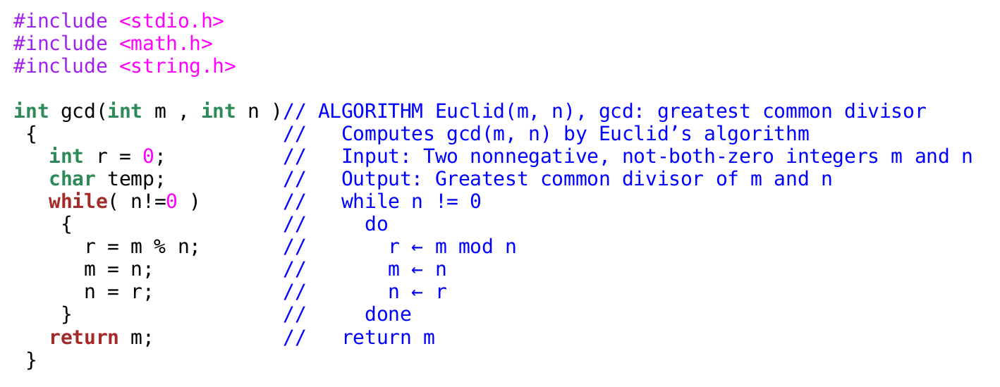 #include <stdio.h>
#include <math.h>
#include <string.h>

int gcd(int m , int n )// ALGORITHM Euclid(m, n), gcd: greatest common divisor
 {                     //   Computes gcd(m, n) by Euclid’s algorithm
   int r = 0;          //   Input: Two nonnegative, not-both-zero integers m and n
   char temp;          //   Output: Greatest common divisor of m and n
   while( n!=0 )       //   while n != 0
    {                  //     do
      r = m % n;       //       r ← m mod n
      m = n;           //       m ← n
      n = r;           //       n ← r
    }                  //     done
   return m;           //   return m
 }